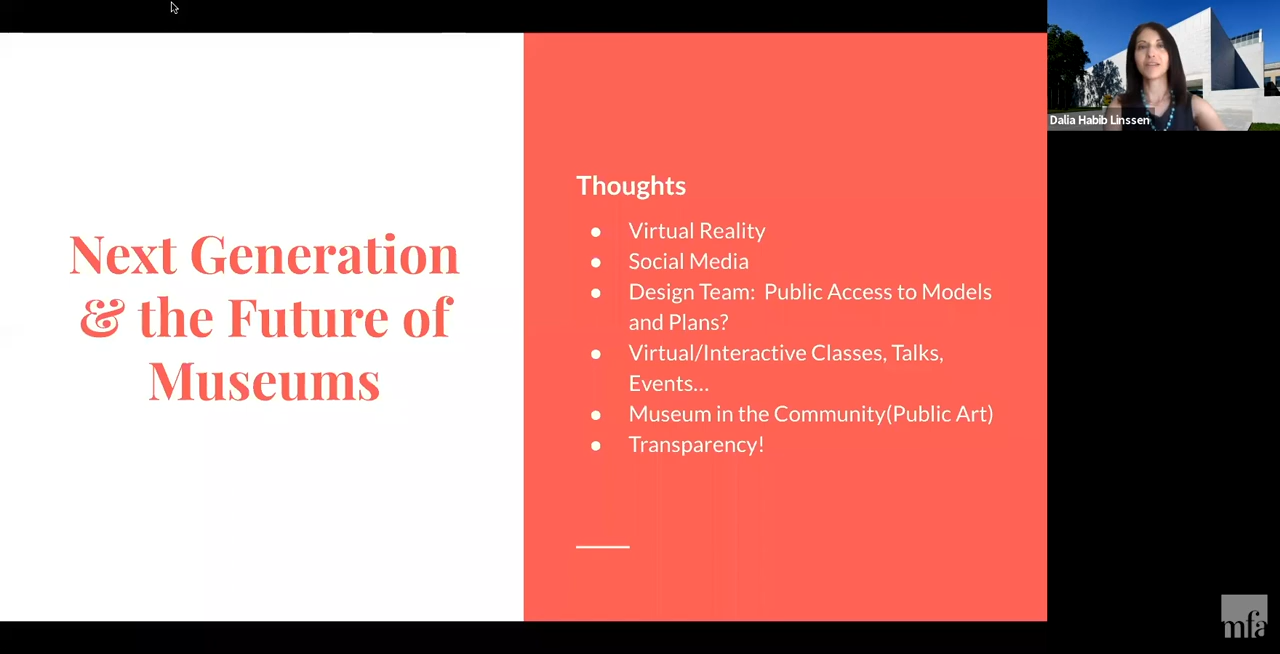 Next Generation
& the Future of
Museums
Thoughts
● Virtual Reality
● Social Media
● Design Team:  Public Access to Models
and Plans?
● Virtual/Interactive Classes, Talks,
Events...
● Museum in the Community(Public Art)
● Transparency!
Dalia Habib Linssen
mfa